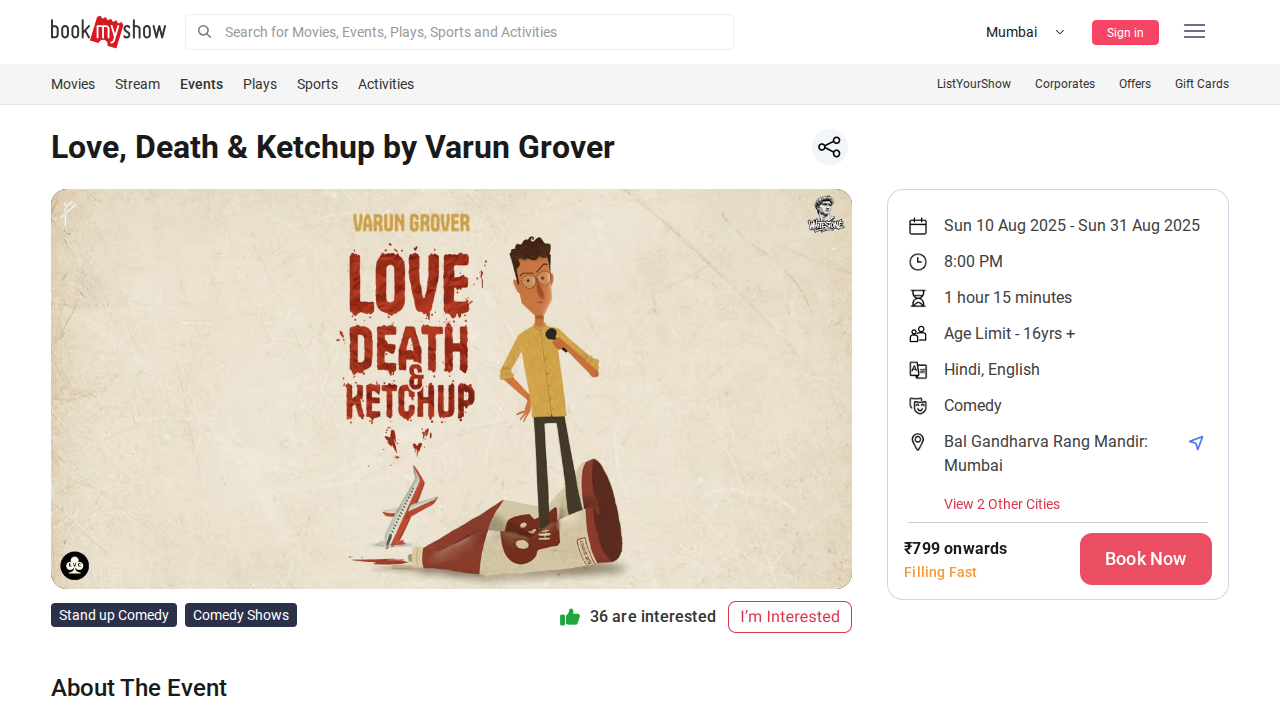 bookmyshow
Search for Movies, Events, Plays, Sports and Activities
Mumbai
Sign in
Movies
Stream
Events
Plays
Sports
Activities
ListYourShow
Corporates
Offers
Gift Cards
Love, Death & Ketchup by Varun Grover
VARUN GROVER
LOVE
DEATH
&
KETCHUP
WHITESTONE
LVC
Sun 10 Aug 2025 - Sun 31 Aug 2025
8:00 PM
1 hour 15 minutes
Age Limit - 16yrs +
Hindi, English
Comedy
Bal Gandharva Rang Mandir:
Mumbai
View 2 Other Cities
₹799 onwards
Filling Fast
Book Now
Stand up Comedy
Comedy Shows
36 are interested
I'm Interested
About The Event